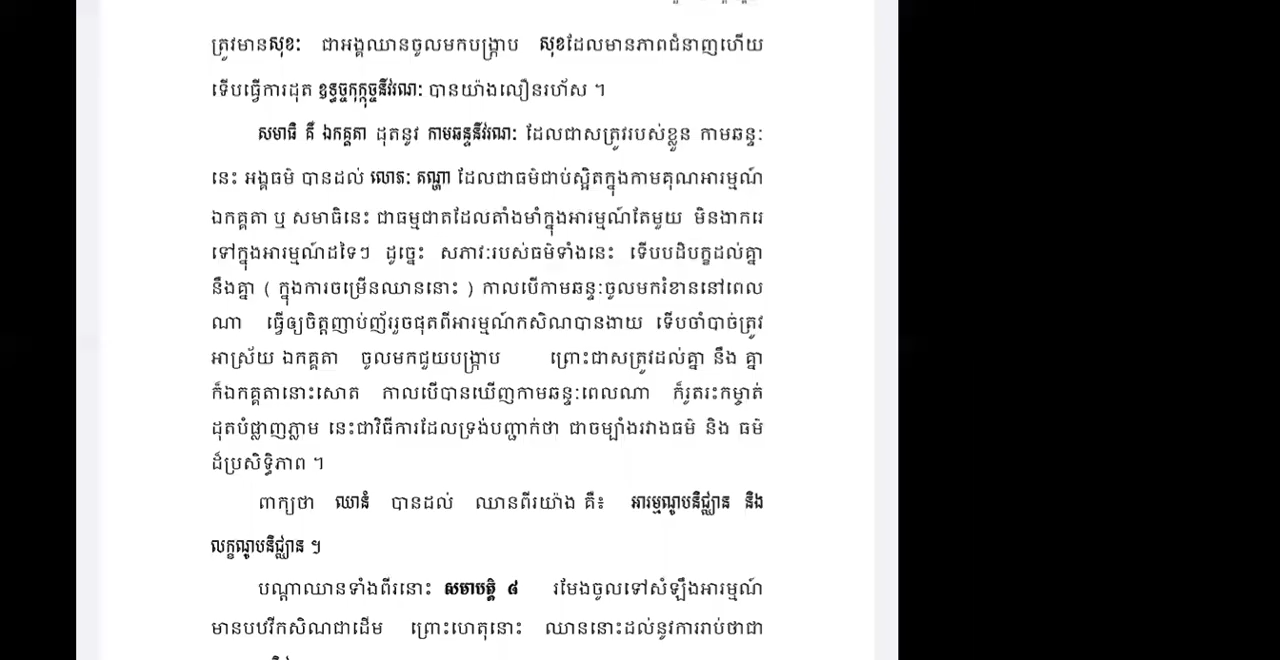 ត្រូវមានសុខៈ ជាអង្គឈានចូលមកបង្ក្រាប សុខដែលមានភាពជំនាញហើយ
ទើបធ្វើការដុត ឧទ្ធច្ចកុក្កុច្ចនីវរណៈ បានយ៉ាងលឿនរហ័ស ។
សមាធិ គឺ ឯកគ្គតា ដុតនូវ កាមឆន្ទនីវរណៈ ដែលជាសត្រូវរបស់ខ្លួន កាមឆន្ទៈ
នេះ អង្គធម៌ បានដល់ លោភៈ តណ្ហា ដែលជាធម៌ជាប់ស្អិតក្នុងកាមគុណអារម្មណ៍
ឯកគ្គតា ឬ សមាធិនេះ ជាធម្មជាតដែលតាំងមាំក្នុងអារម្មណ៍តែមួយ មិនងាករេ
ទៅក្នុងអារម្មណ៍ដទៃៗ ដូច្នេះ សភាវៈរបស់ធម៌ទាំងនេះ ទើបបដិបក្ខដល់គ្នា
នឹងគ្នា ( ក្នុងការចម្រើនឈាននោះ ) កាលបើកាមឆន្ទៈចូលមករំខាននៅពេល
ណា ធ្វើឲ្យចិត្តញាប់ញ័ររួចផុតពីអារម្មណ៍កសិណបានងាយ ទើបចាំបាច់ត្រូវ
អាស្រ័យ ឯកគ្គតា ចូលមកជួយបង្ក្រាប ព្រោះជាសត្រូវដល់គ្នា នឹង គ្នា
ក៏ឯកគ្គតានោះសោត កាលបើបានឃើញកាមឆន្ទៈពេលណា ក៏រូតរះកម្ចាត់
ដុតបំផ្លាញភ្លាម នេះជាវិធីការដែលទ្រង់បញ្ជាក់ថា ជាចម្បាំងរវាងធម៌ និង ធម៌
ដ៏ប្រសិទ្ធិភាព ។
ពាក្យថា ឈានំ បានដល់ ឈានពីរយ៉ាង គឺ៖ អារម្មណូបនិជ្ឈាន និង
លក្ខណូបនិជ្ឈាន ។
បណ្តាឈានទាំងពីរនោះ សមាបត្តិ ៨ រមែងចូលទៅសំឡឹងអារម្មណ៍
មានបឋវីកសិណជាដើម ព្រោះហេតុនោះ ឈាននោះដល់នូវការរាប់ថាជា